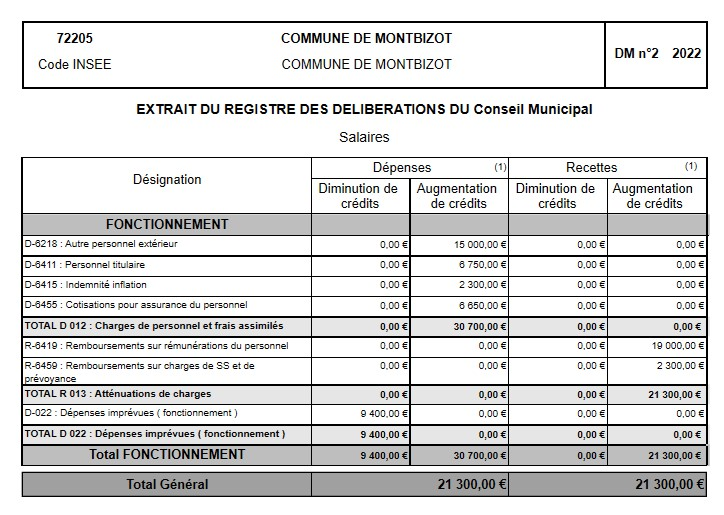 72205 COMMUNE DE MONTBIZOT DM n°2 2022
Code INSEE COMMUNE DE MONTBIZOT
EXTRAIT DU REGISTRE DES DELIBERATIONS DU Conseil Municipal
Salaires
Désignation Dépenses (1) Recettes (1)
Diminution de crédits Augmentation de crédits Diminution de crédits Augmentation de crédits
FONCTIONNEMENT
D-6218 : Autre personnel extérieur 0,00 € 15 000,00 € 0,00 € 0,00 €
D-6411 : Personnel titulaire 0,00 € 6 750,00 € 0,00 € 0,00 €
D-6415 : Indemnité inflation 0,00 € 2 300,00 € 0,00 € 0,00 €
D-6455 : Cotisations pour assurance du personnel 0,00 € 6 650,00 € 0,00 € 0,00 €
TOTAL D 012 : Charges de personnel et frais assimilés 0,00 € 30 700,00 € 0,00 € 0,00 €
R-6419 : Remboursements sur rémunérations du personnel 0,00 € 0,00 € 0,00 € 19 000,00 €
R-6459 : Remboursements sur charges de SS et de prévoyance 0,00 € 0,00 € 0,00 € 2 300,00 €
TOTAL R 013 : Atténuations de charges 0,00 € 0,00 € 0,00 € 21 300,00 €
D-022 : Dépenses imprévues ( fonctionnement ) 9 400,00 € 0,00 € 0,00 € 0,00 €
TOTAL D 022 : Dépenses imprévues ( fonctionnement ) 9 400,00 € 0,00 € 0,00 € 0,00 €
Total FONCTIONNEMENT 9 400,00 € 30 700,00 € 0,00 € 21 300,00 €
Total Général 21 300,00 € 21 300,00 €